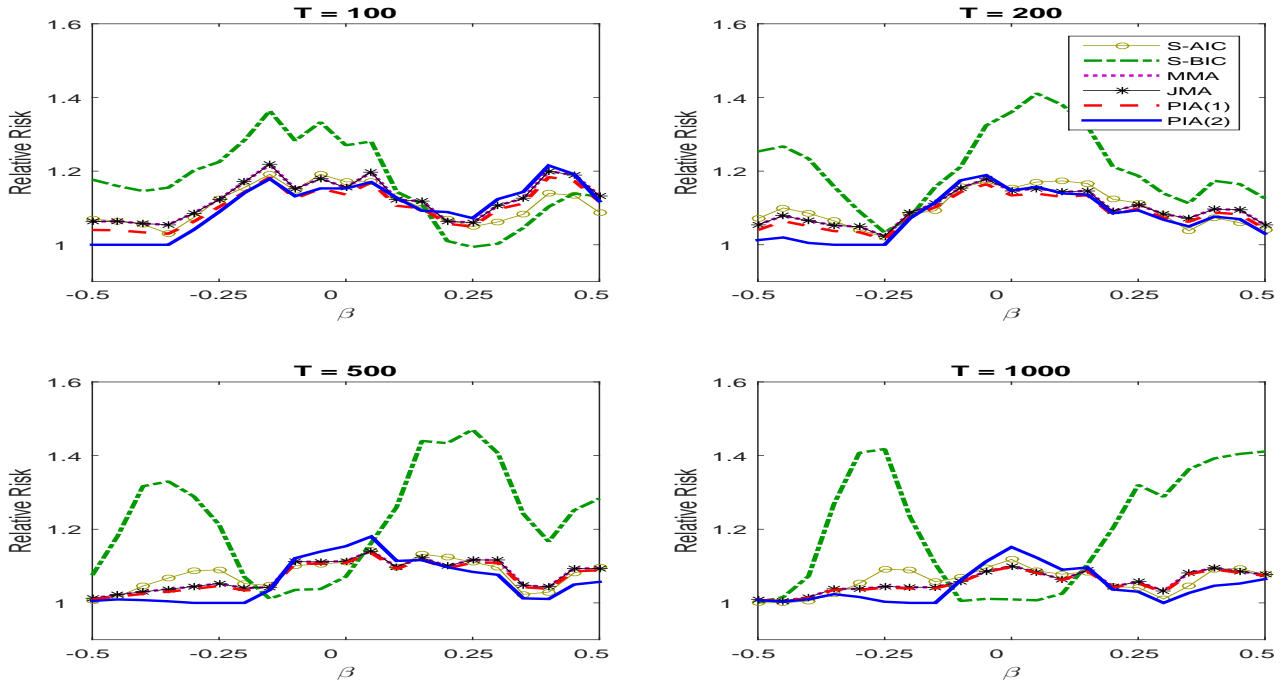 T = 100
1.6
1.4
1.2
1
Relative Risk
-0.5
-0.25
0
0.25
0.5
β
T = 200
1.6
1.4
1.2
1
Relative Risk
-0.5
-0.25
0
0.25
0.5
β
S-AIC
S-BIC
MMA
JMA
PIA(1)
PIA(2)
T = 500
1.6
1.4
1.2
1
Relative Risk
-0.5
-0.25
0
0.25
0.5
β
T = 1000
1.6
1.4
1.2
1
Relative Risk
-0.5
-0.25
0
0.25
0.5
β